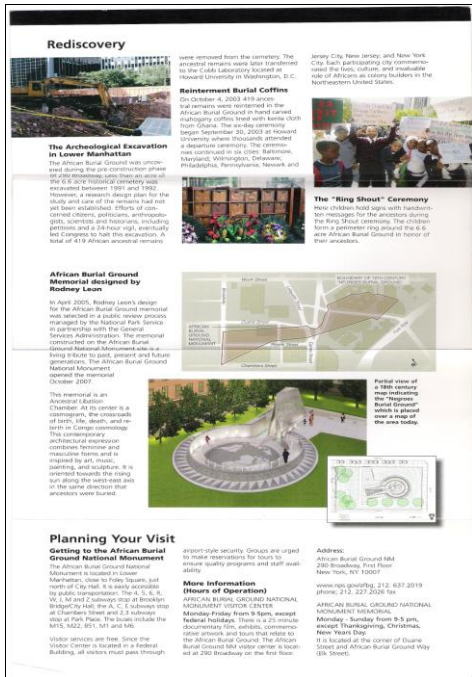 Rediscovery
The Archeological Excavation
in Lower Manhattan
The African Burial Ground was uncov-
ered during the pre-construction phase
of 290 Broadway. Less than an acre of
the 6.6 acre historical cemetery was
excavated between 1991 and 1992.
However, a research design plan for the
study and care of the remains had not
yet been established. Efforts of con-
cerned citizens, politicians, anthropolo-
gists, scientists and historians, including
petitions and a 24-hour vigil, eventually
led Congress to halt this excavation. A
total of 419 African ancestral remains
were removed from the cemetery. The
ancestral remains were later transferred
to the Cobb Laboratory located at
Howard University in Washington, D.C.
Reinterment Burial Coffins
On October 4, 2003 419 ances-
tral remains were reinterred in the
African Burial Ground in hand carved
mahogany coffins lined with kente cloth
from Ghana. The six-day ceremony
began September 30, 2003 at Howard
University where thousands attended
a departure ceremony. The ceremo-
nies continued in six cities: Baltimore,
Maryland; Wilmington, Delaware;
Philadelphia, Pennsylvania; Newark and
Jersey City, New Jersey; and New York
City. Each participating city commemo-
rated the lives, culture, and invaluable
role of Africans as colony builders in the
Northeastern United States.
The "Ring Shout" Ceremony
Here children hold signs with handwrit-
ten messages for the ancestors during
the Ring Shout ceremony. The children
form a perimeter ring around the 6.6
acre African Burial Ground in honor of
their ancestors.
African Burial Ground
Memorial designed by
Rodney Leon
In April 2005, Rodney Leon's design
for the African Burial Ground memorial
was selected in a public review process
managed by the National Park Service
in partnership with the General
Services Administration. The memorial
constructed on the African Burial
Ground National Monument site is a
living tribute to past, present and future
generations. The African Burial Ground
National Monument
opened the memorial
October 2007.
This memorial is an
Ancestral Libation
Chamber. At its center is a
cosmogram, the crossroads
of birth, life, death, and re-
birth in Congo cosmology.
This contemporary
architectural expression
combines feminine and
masculine forms and is
inspired by art, music,
painting, and sculpture. It is
oriented towards the rising
sun along the west-east axis
in the same direction that
ancestors were buried.
BOUNDARY OF 18TH-CENTURY
AFRICAN
BURIAL
GROUND
NATIONAL
MONUMENT
Duane Street
Chambers Street
Partial view of
a 18th century
map indicating
the "Negroes
Burial Ground"
which is placed
over a map of
the area today.
Planning Your Visit
Getting to the African Burial
Ground National Monument
The African Burial Ground National
Monument is located in Lower
Manhattan, close to Foley Square, just
north of City Hall. It is easily accessible
by public transportation. The 4, 5, 6, R,
W, J, M and Z subways stop at Brooklyn
Bridge/City Hall; the A, C, E subways stop
at Chambers Street and 2,3 subways
stop at Park Place. The buses include the
M15, M22, B51, M1 and M6.
Visitor services are free. Since the
Visitor Center is located in a Federal
Building, all visitors must pass through
airport-style security. Groups are urged
to make reservations for tours to
ensure quality programs and staff avail-
ability.
More Information
(Hours of Operation)
AFRICAN BURIAL GROUND NATIONAL
MONUMENT VISITOR CENTER
Monday-Friday from 9-5pm, except
federal holidays. There is a 25 minute
documentary film, exhibits, commemo-
rative artwork and tours that relate to
the African Burial Ground. The African
Burial Ground NM visitor center is locat-
ed at 290 Broadway on the first floor.
Address:
African Burial Ground NM
290 Broadway, First Floor
New York, NY 10007
www.nps.gov/afbg; 212. 637.2019
phone; 212. 227.2026 fax
AFRICAN BURIAL GROUND NATIONAL
MONUMENT MEMORIAL
Monday - Sunday from 9-5 pm,
except Thanksgiving, Christmas,
New Years Day.
It is located at the corner of Duane
Street and African Burial Ground Way
(Elk Street).